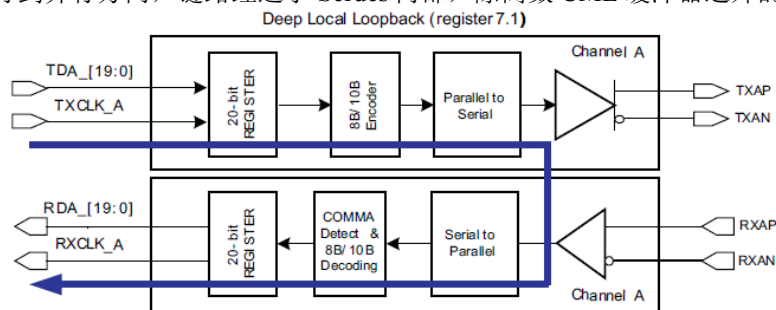 Deep Local Loopback (register 7.1)
Channel A
TDA_[19:0]
TXCLK_A
20-bit
REGISTER
8B/10B
Encoder
Parallel to
Serial
TXAP
TXAN
RDA_[19:0]
RXCLK_A
20-bit
REGISTER
COMMA
Detect &
8B/10B
Decoding
Serial to
Parallel
RXAP
RXAN
Channel A